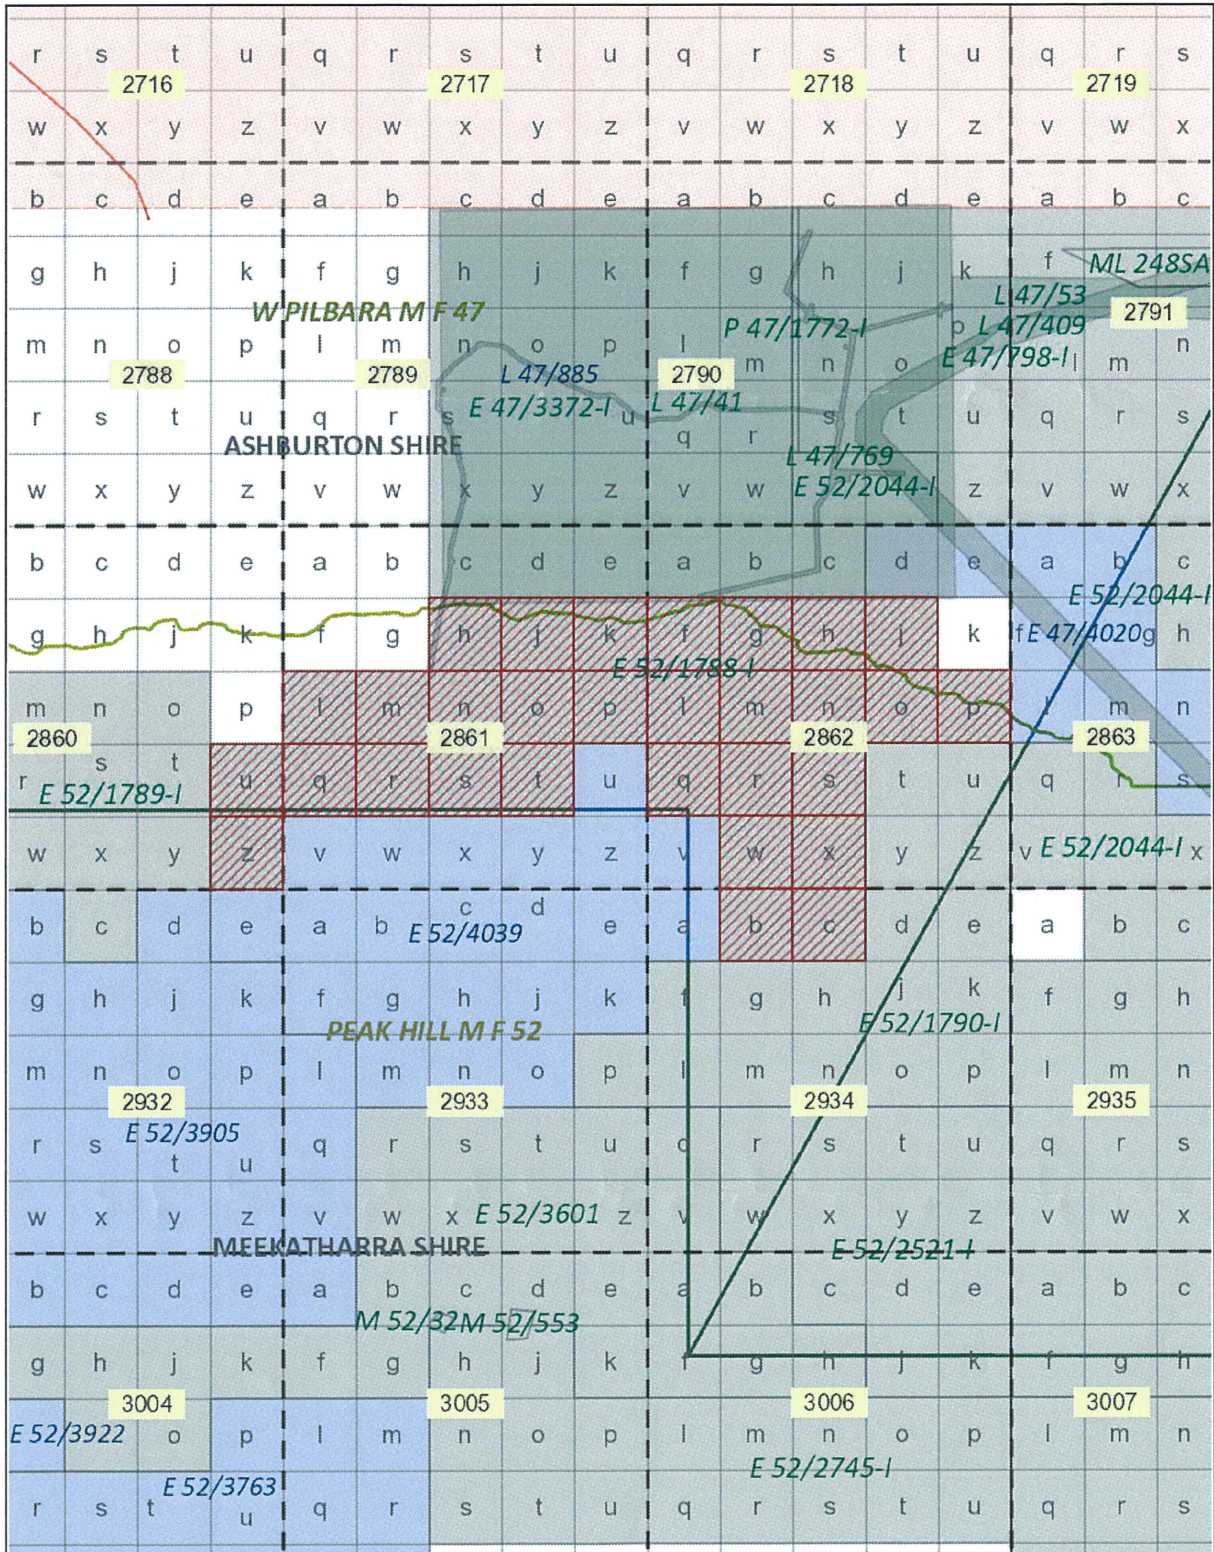 r s t u q r s t u q r s t u q r s
2716 2717 2718 2719
w x y z v w x y z v w x y z v w x
b c d e a b c d e a b c d e a b c
g h j k f g h j k f g h j k f ML 248SA
L 47/53
W PILBARA M F 47
2791
P 47/1772-I
p L 47/409
m n o p l m n o p l m n o E 47/798-I l m n
2788 2789 L 47/885 2790
r s t u q r s E 47/3372-I u L 47/41 q r s t u q r s
ASHBURTON SHIRE
L 47/769
w x y z v w x y z v w E 52/2044-I z v w x
b c d e a b c d e a b c d e a b c
E 52/2044-I
g h j k f g h j k f g h j k f E 47/4020 g h
E 52/1788-I
m n o p l m n o p l m n o p l m n
2860 2861 2862 2863
r s t u q r s t u q r s t u q r s
E 52/1789-I
w x y z v w x y z v w x y z v E 52/2044-I x
b c d e a b c d e a b c d e a b c
E 52/4039
g h j k f g h j k f g h j k f g h
PEAK HILL M F 52
E 52/1790-I
m n o p l m n o p l m n o p l m n
2932 2933 2934 2935
E 52/3905
r s t u q r s t u q r s t u q r s
w x y z v w x E 52/3601 z v w x y z v w x
MEEKATHARRA SHIRE
E 52/2521-I
b c d e a b c d e a b c d e a b c
M 52/32 M 52/553
g h j k f g h j k f g h j k f g h
3004 3005 3006 3007
E 52/3922 o p l m n o p l m n o p l m n
E 52/2745-I
E 52/3763
r s t u q r s t u q r s t u q r s